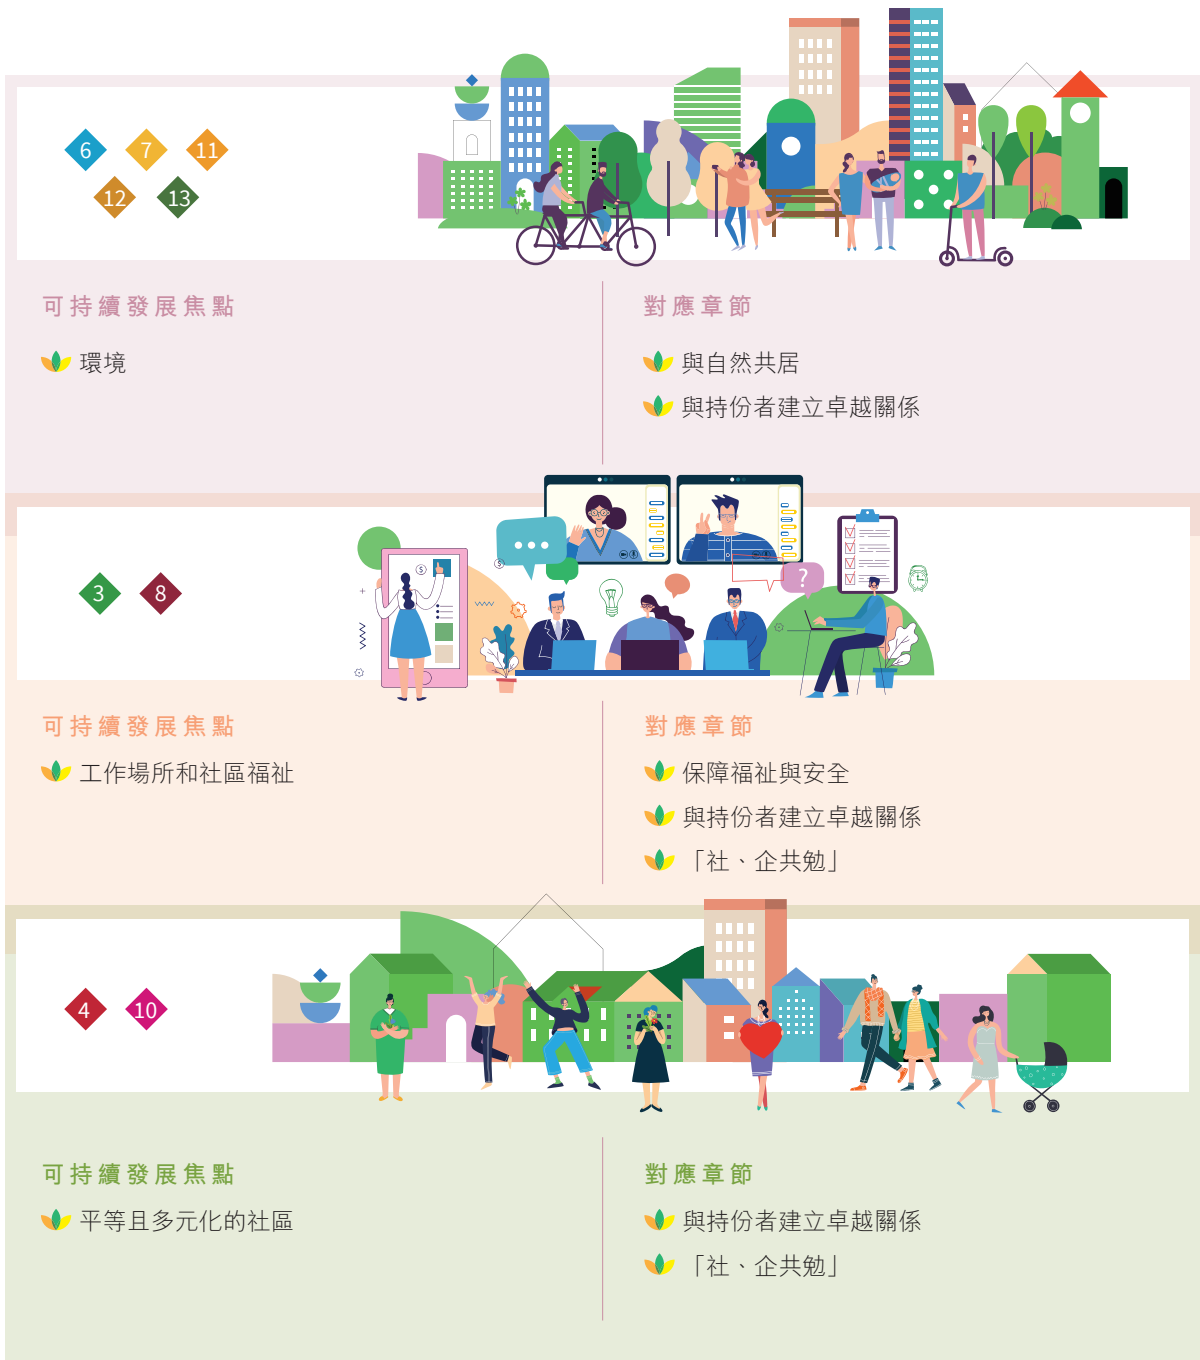 6 7 11
12 13
可持續發展焦點
環境
對應章節
與自然共居
與持份者建立卓越關係
3 8
?
可持續發展焦點
工作場所和社區福祉
對應章節
保障福祉與安全
與持份者建立卓越關係
「社、企共勉」
4 10
可持續發展焦點
平等且多元化的社區
對應章節
與持份者建立卓越關係
「社、企共勉」